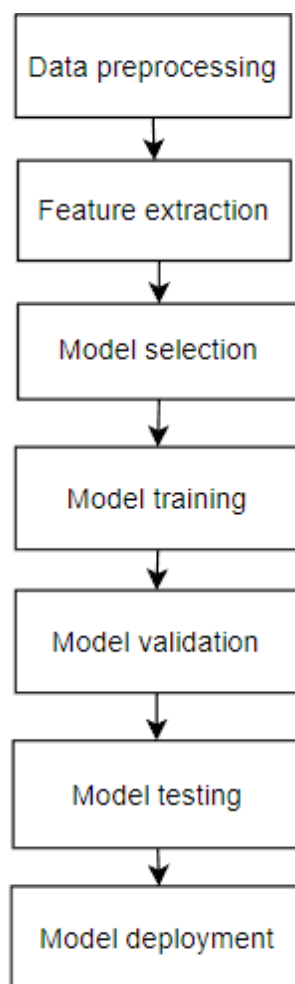 Data preprocessing
Feature extraction
Model selection
Model training
Model validation
Model testing
Model deployment